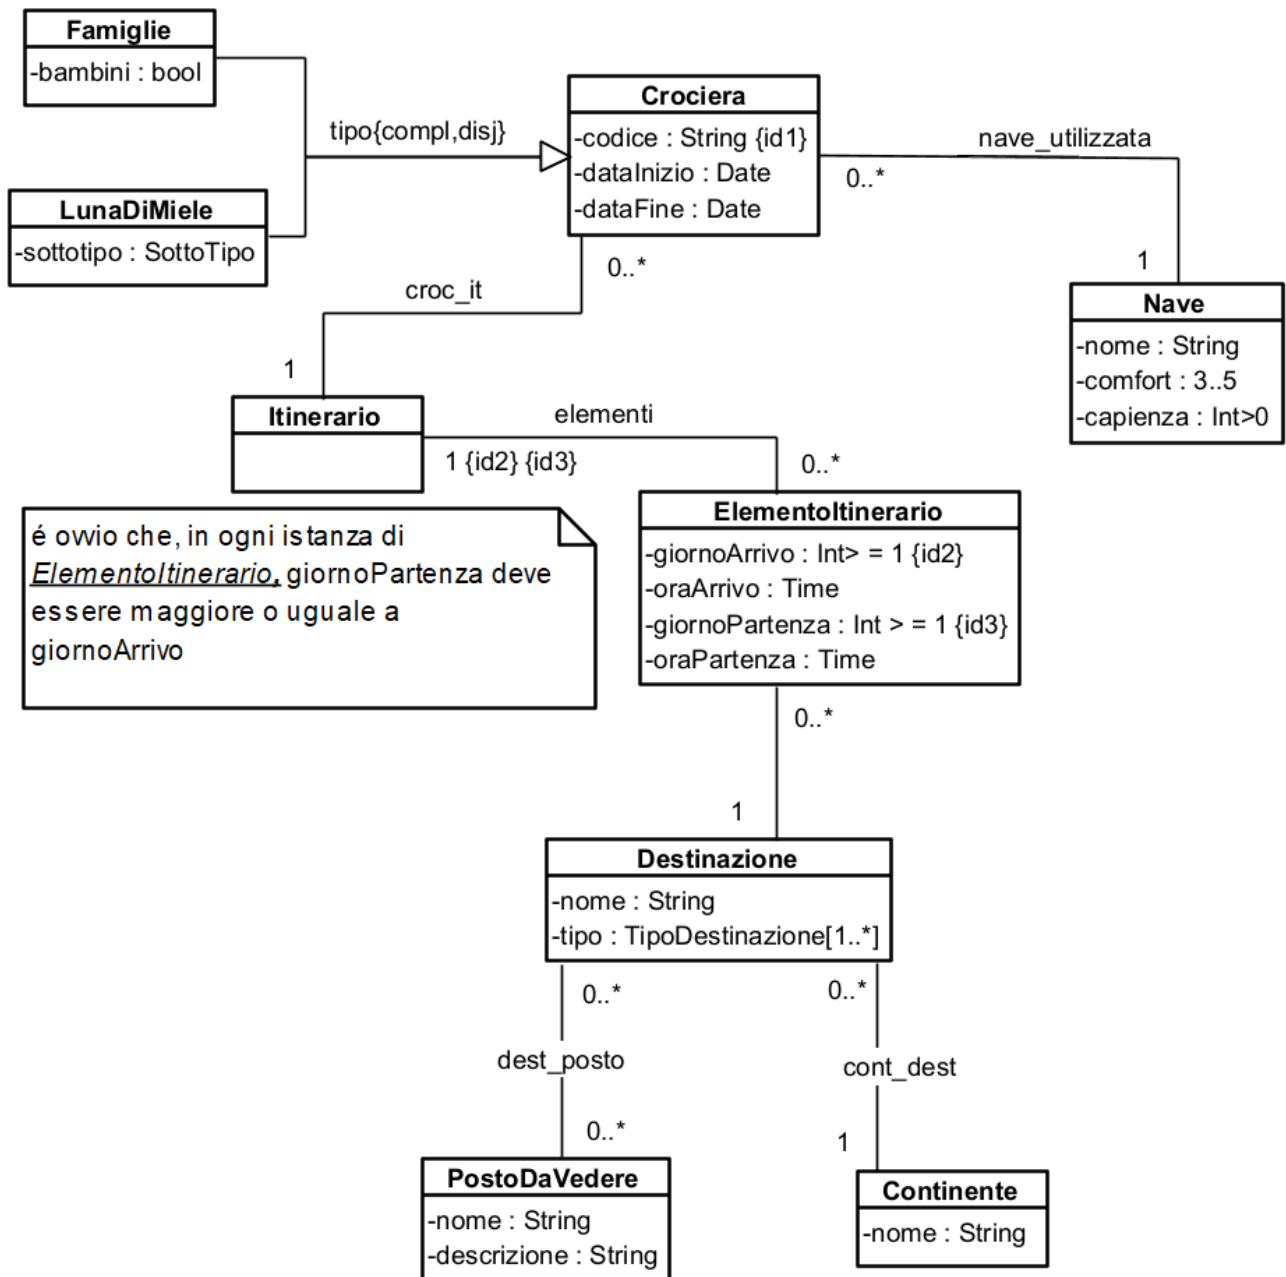 Famiglie
-bambini : bool
tipo{compl,disj}
LunaDiMiele
-sottotipo : SottoTipo
Crociera
-codice : String {id1}
-dataInizio : Date
-dataFine : Date
nave_utilizzata
0..*
1
Nave
-nome : String
-comfort : 3..5
-capienza : Int>0
0..*
croc_it
1
Itinerario
elementi
1 {id2} {id3}
0..*
é ovvio che, in ogni istanza di
ElementoItinerario, giornoPartenza deve
essere maggiore o uguale a
giornoArrivo
ElementoItinerario
-giornoArrivo : Int> = 1 {id2}
-oraArrivo : Time
-giornoPartenza : Int > = 1 {id3}
-oraPartenza : Time
0..*
1
Destinazione
-nome : String
-tipo : TipoDestinazione[1..*]
0..*
0..*
dest_posto
cont_dest
0..*
1
PostoDaVedere
-nome : String
-descrizione : String
Continente
-nome : String